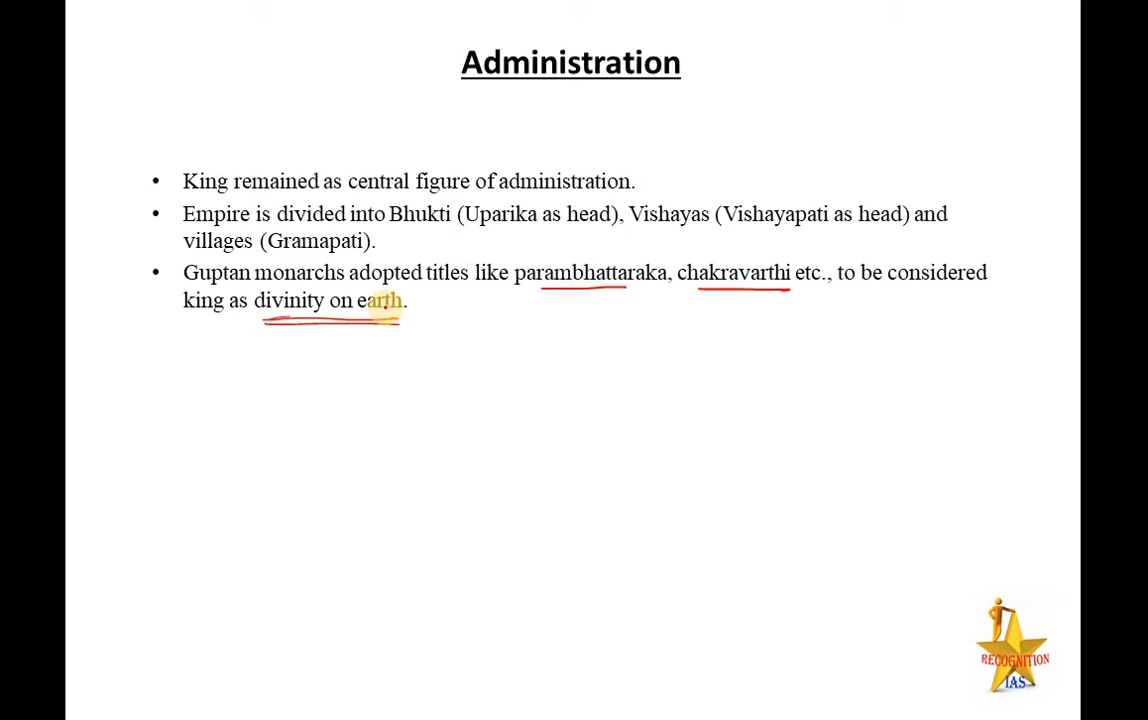 Administration
• King remained as central figure of administration.
• Empire is divided into Bhukti (Uparika as head), Vishayas (Vishayapati as head) and
villages (Gramapati).
• Guptan monarchs adopted titles like parambhattaraka, chakravarthi etc., to be considered
king as divinity on earth.
RECOGNITION
IAS